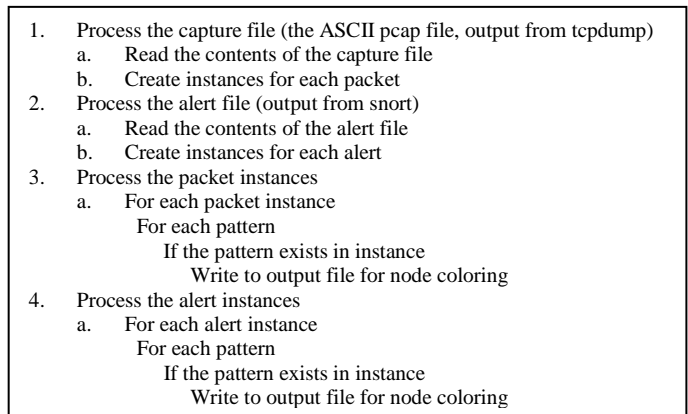 1. Process the capture file (the ASCII pcap file, output from tcpdump)
a. Read the contents of the capture file
b. Create instances for each packet
2. Process the alert file (output from snort)
a. Read the contents of the alert file
b. Create instances for each alert
3. Process the packet instances
a. For each packet instance
For each pattern
If the pattern exists in instance
Write to output file for node coloring
4. Process the alert instances
a. For each alert instance
For each pattern
If the pattern exists in instance
Write to output file for node coloring